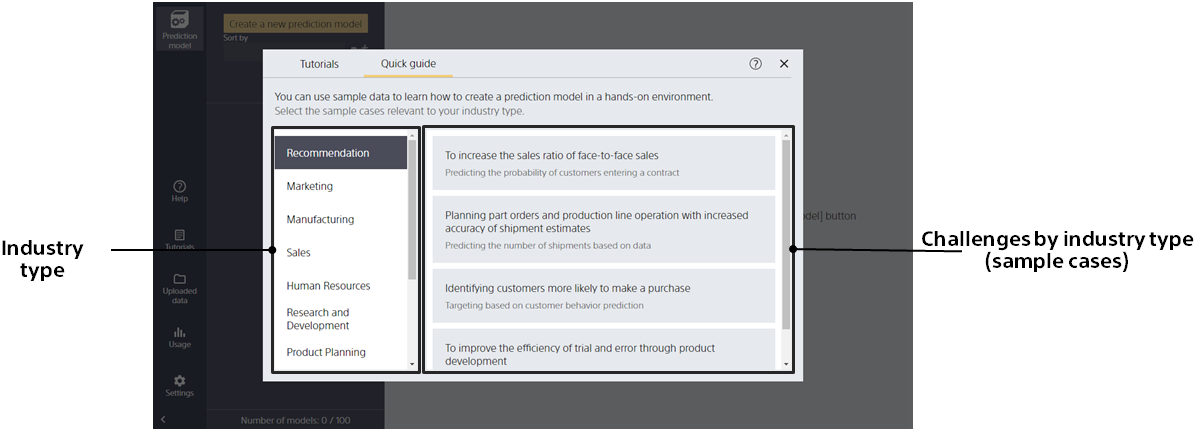 Prediction
model
Create a new prediction model
Sort by
Tutorials
Quick guide
You can use sample data to learn how to create a prediction model in a hands-on environment.
Select the sample cases relevant to your industry type.
Recommendation
Marketing
Manufacturing
Sales
Human Resources
Research and
Development
Product Planning
To increase the sales ratio of face-to-face sales
Predicting the probability of customers entering a contract
Planning part orders and production line operation with increased
accuracy of shipment estimates
Predicting the number of shipments based on data
Identifying customers more likely to make a purchase
Targeting based on customer behavior prediction
To improve the efficiency of trial and error through product
development
Help
Tutorials
Uploaded
data
Usage
Settings
Number of models: 0 / 100
odel] button
Industry
type
Challenges by industry type
(sample cases)